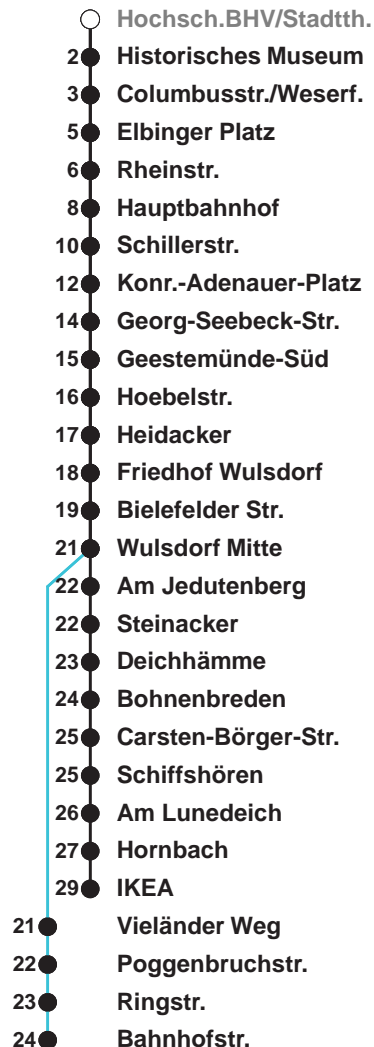 Hochsch.BHV/Stadtth.
2 Historisches Museum
3 Columbusstr./Weserf.
5 Elbinger Platz
6 Rheinstr.
8 Hauptbahnhof
10 Schillerstr.
12 Konr.-Adenauer-Platz
14 Georg-Seebeck-Str.
15 Geestemünde-Süd
16 Hoebelstr.
17 Heidacker
18 Friedhof Wulsdorf
19 Bielefelder Str.
21 Wulsdorf Mitte
22 Am Jedutenberg
22 Steinacker
23 Deichhämme
24 Bohnenbreden
25 Carsten-Börger-Str.
25 Schiffshören
26 Am Lunedeich
27 Hornbach
29 IKEA
21 Vieländer Weg
22 Poggenbruchstr.
23 Ringstr.
24 Bahnhofstr.